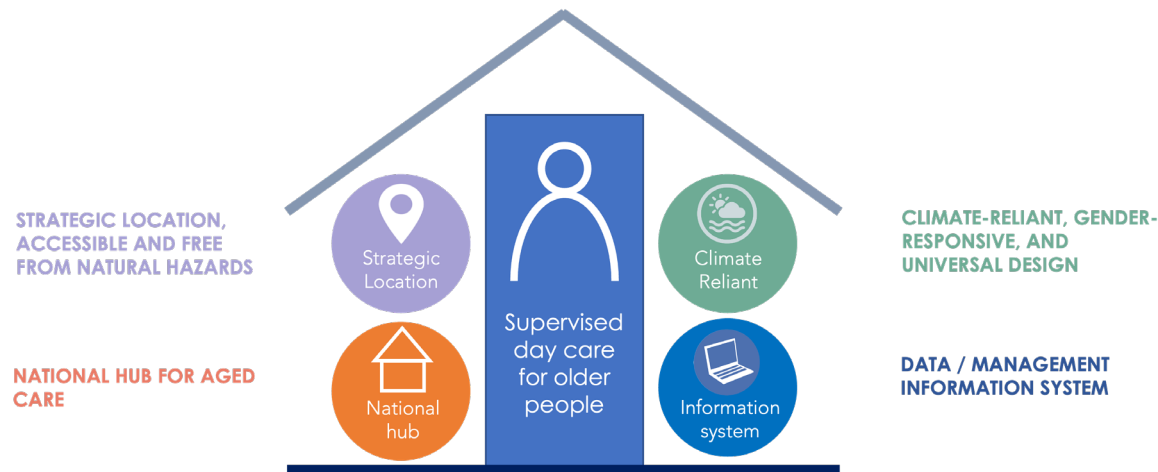 STRATEGIC LOCATION,
ACCESSIBLE AND FREE
FROM NATURAL HAZARDS
Strategic
Location
NATIONAL HUB FOR AGED
CARE
National
hub
Supervised
day care
for older
people
Climate
Reliant
CLIMATE-RELIANT, GENDER-
RESPONSIVE, AND
UNIVERSAL DESIGN
Information
system
DATA / MANAGEMENT
INFORMATION SYSTEM